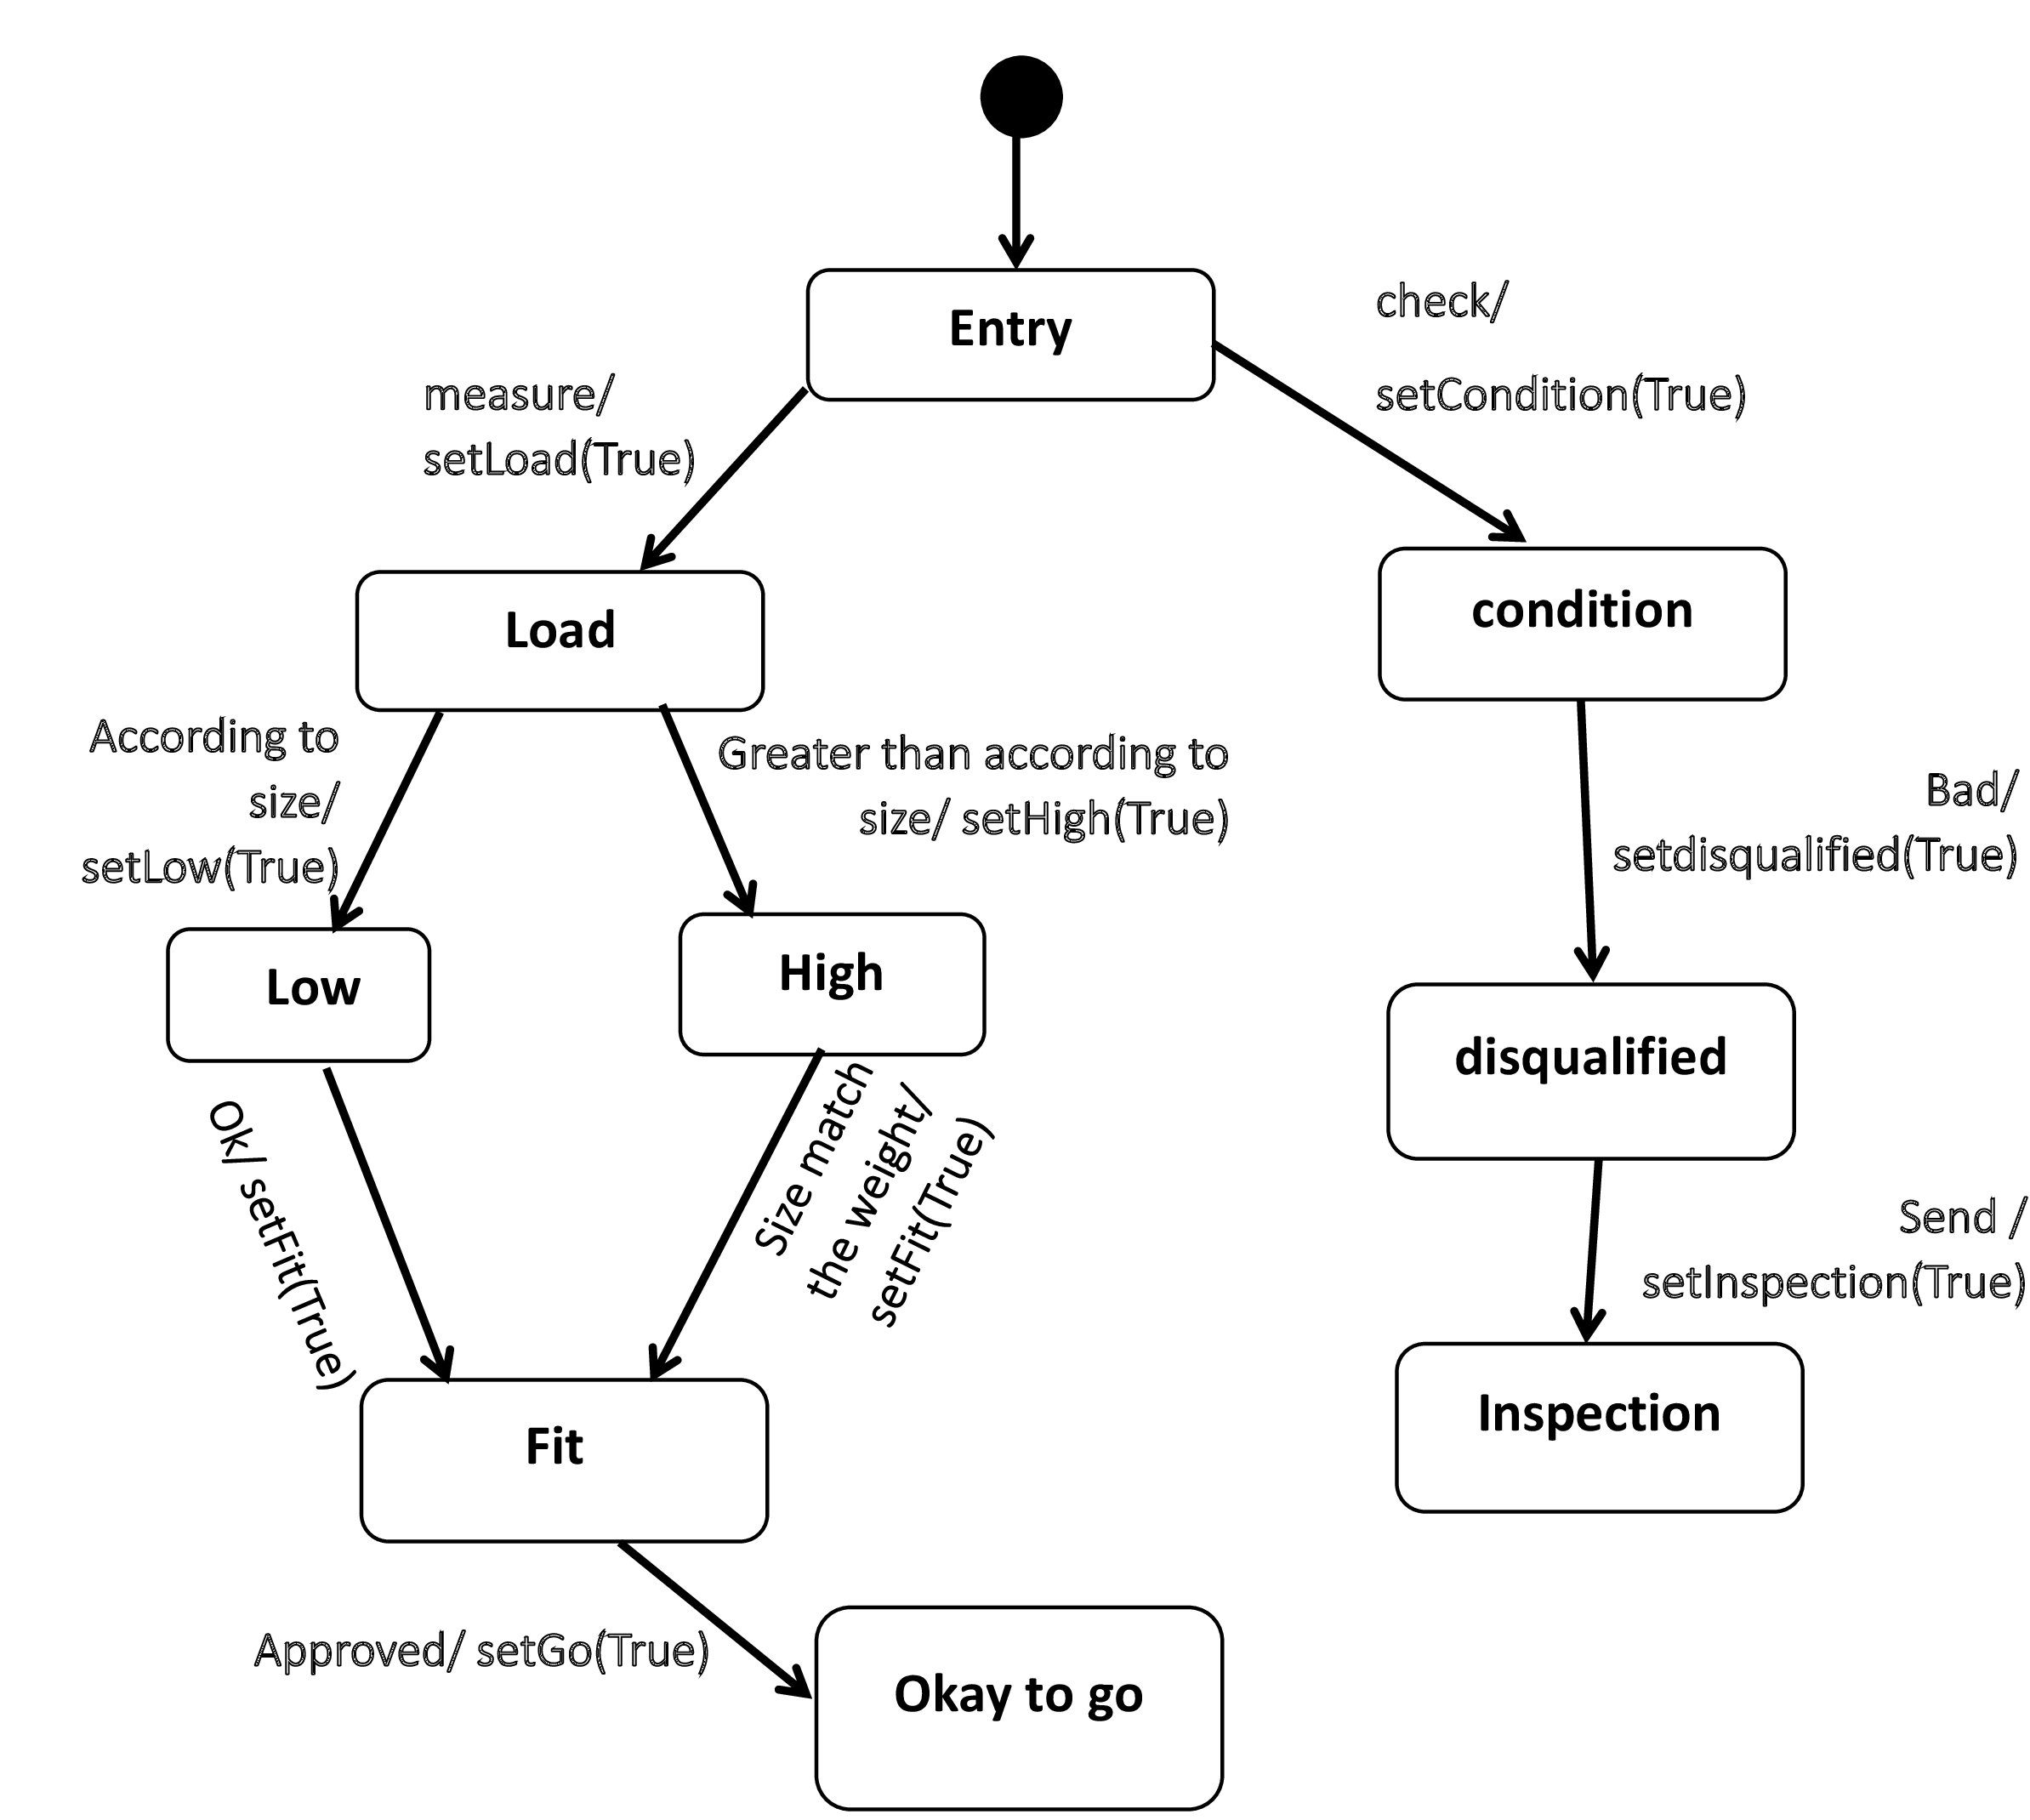 Entry
check/
setCondition(True)
measure/
setLoad(True)
Load
condition
According to
size/
setLow(True)
Greater than according to
size/ setHigh(True)
Bad/
setdisqualified(True)
Low
High
disqualified
Ok/ setFit(True)
Size match
the weight/
setFit(True)
Send /
setInspection(True)
Fit
Inspection
Approved/ setGo(True)
Okay to go